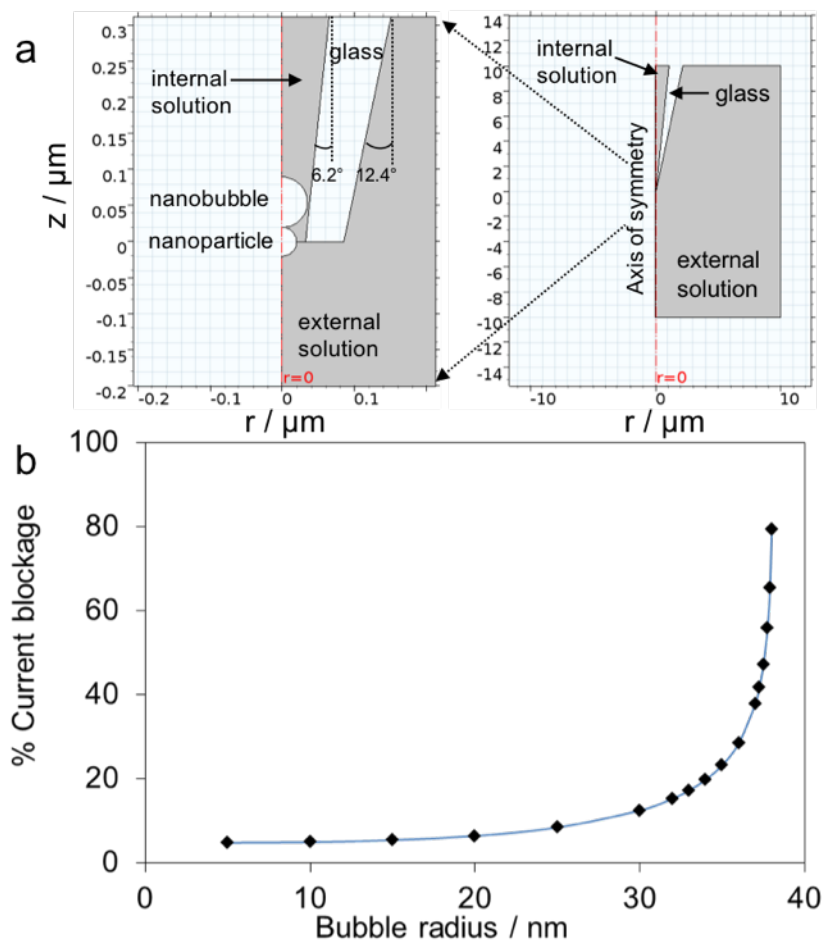 a
z / µm
0.3
0.25
0.2
0.15
0.1
0.05
0
-0.05
-0.1
-0.15
-0.2
internal
solution
glass
6.2°
12.4°
nanobubble
nanoparticle
external
solution
r=0
-0.2
-0.1
0
0.1
r / µm
14
12
10
8
6
4
2
0
-2
-4
-6
-8
-10
-12
-14
internal
solution
glass
Axis of symmetry
external
solution
r=0
-10
0
10
r / µm
b
% Current blockage
100
80
60
40
20
0
0
10
20
30
40
Bubble radius / nm